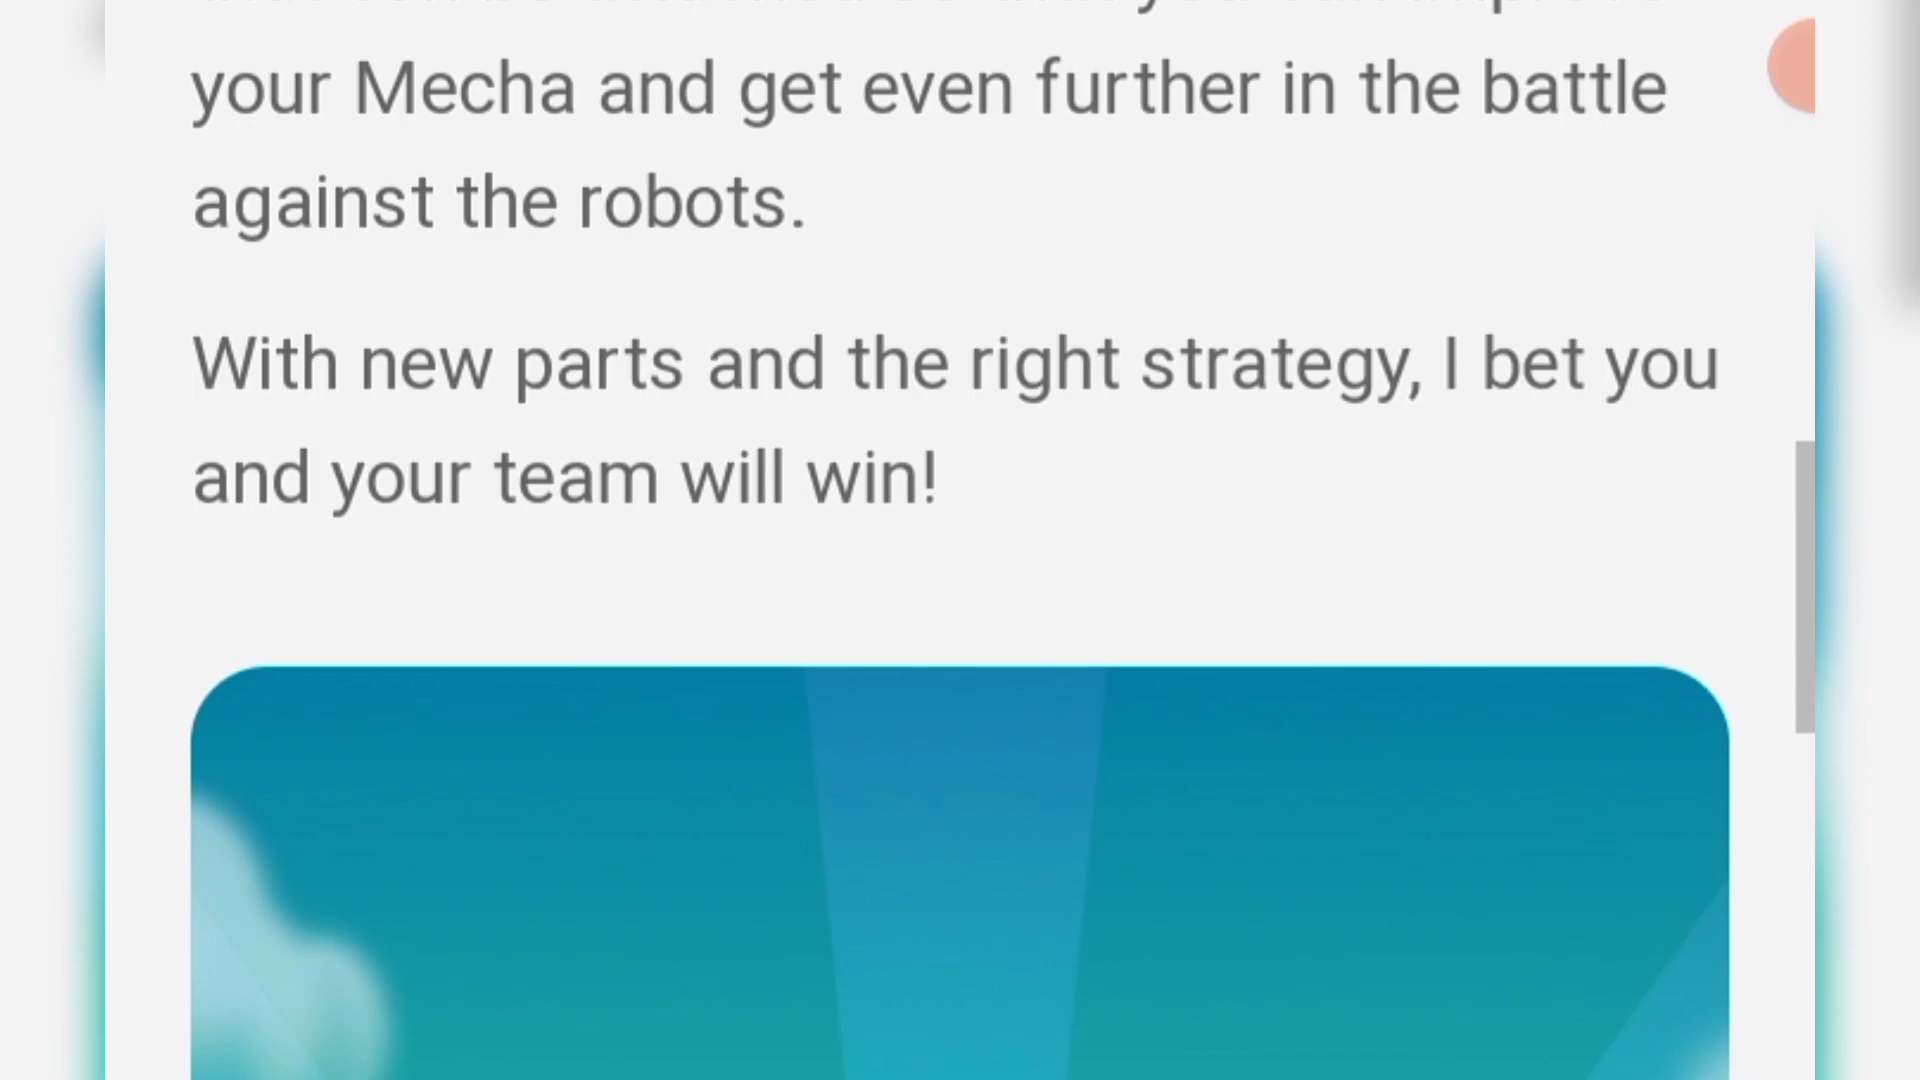 your Mecha and get even further in the battle
against the robots.
With new parts and the right strategy, I bet you
and your team will win!